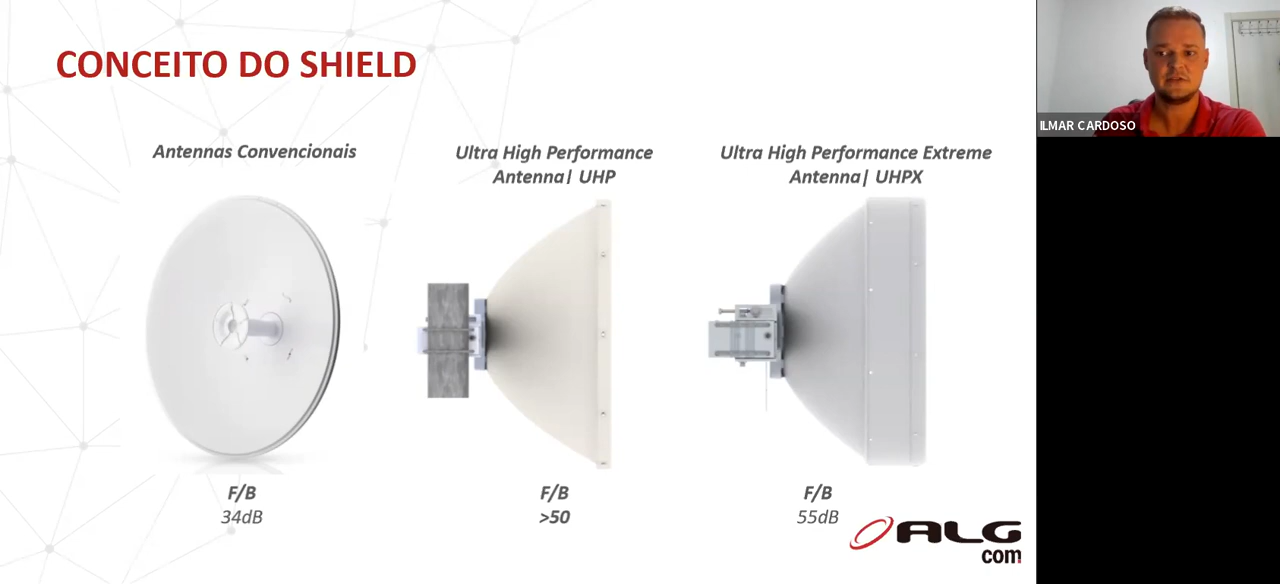 CONCEITO DO SHIELD
Antennas Convencionais
Ultra High Performance
Antenna| UHP
Ultra High Performance Extreme
Antenna| UHPX
F/B
34dB
F/B
>50
F/B
55dB
ALG
com
ILMAR CARDOSO